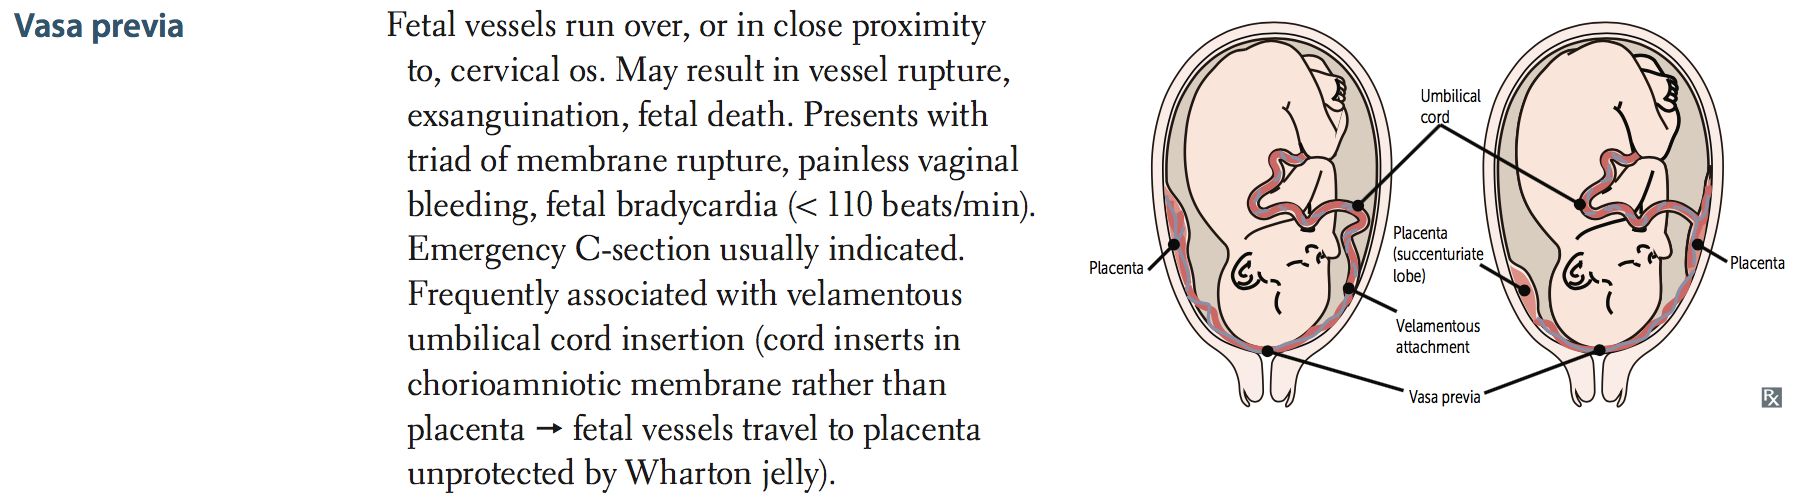 Vasa previa
Fetal vessels run over, or in close proximity
to, cervical os. May result in vessel rupture,
exsanguination, fetal death. Presents with
triad of membrane rupture, painless vaginal
bleeding, fetal bradycardia (< 110 beats/min).
Emergency C-section usually indicated.
Frequently associated with velamentous
umbilical cord insertion (cord inserts in
chorioamniotic membrane rather than
placenta → fetal vessels travel to placenta
unprotected by Wharton jelly).
Umbilical
cord
Placenta
Placenta
(succenturiate
lobe)
Placenta
Velamentous
attachment
Vasa previa
Rx